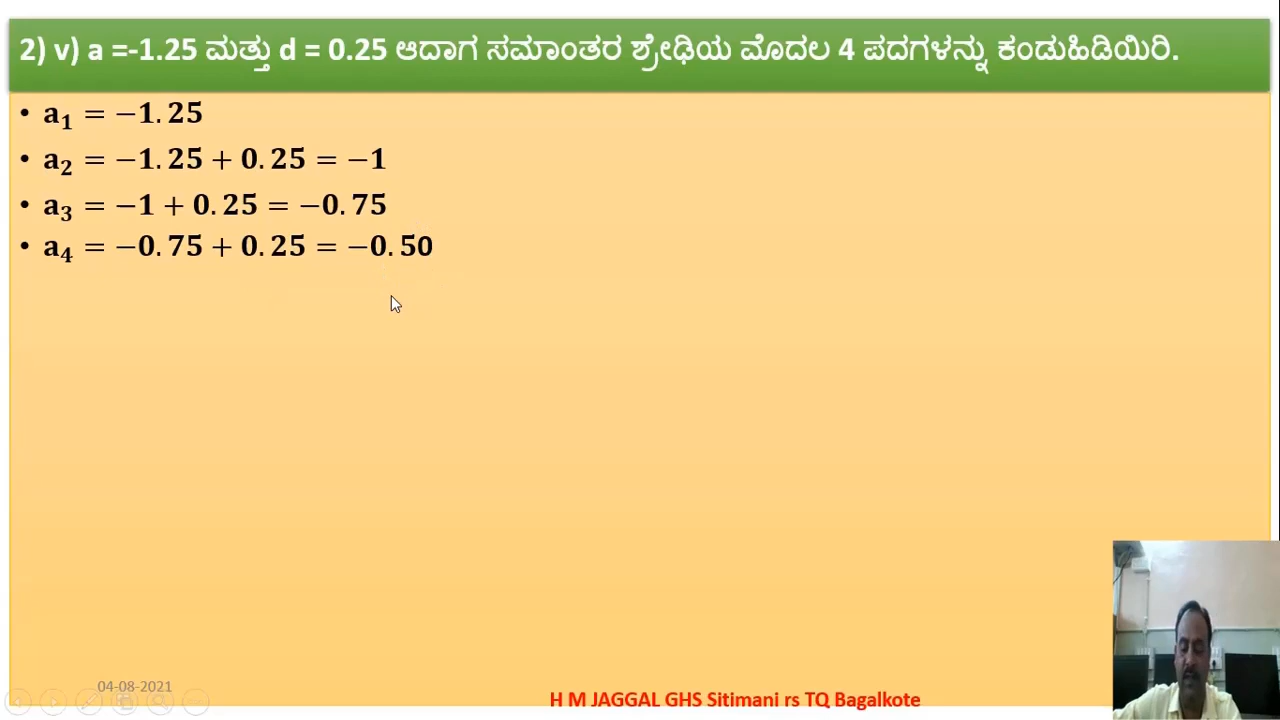 2) v) a =-1.25 ಮತ್ತು d = 0.25 ಆದಾಗ ಸಮಾಂತರ ಶ್ರೇಢಿಯ ಮೊದಲ 4 ಪದಗಳನ್ನು ಕಂಡುಹಿಡಿಯಿರಿ.
• a₁ = −1.25
• a₂ = −1.25 + 0.25 = −1
• a₃ = −1 + 0.25 = −0.75
• a₄ = −0.75 + 0.25 = −0.50
04-08-2021
H M JAGGAL GHS Sitimani rs TQ Bagalkote